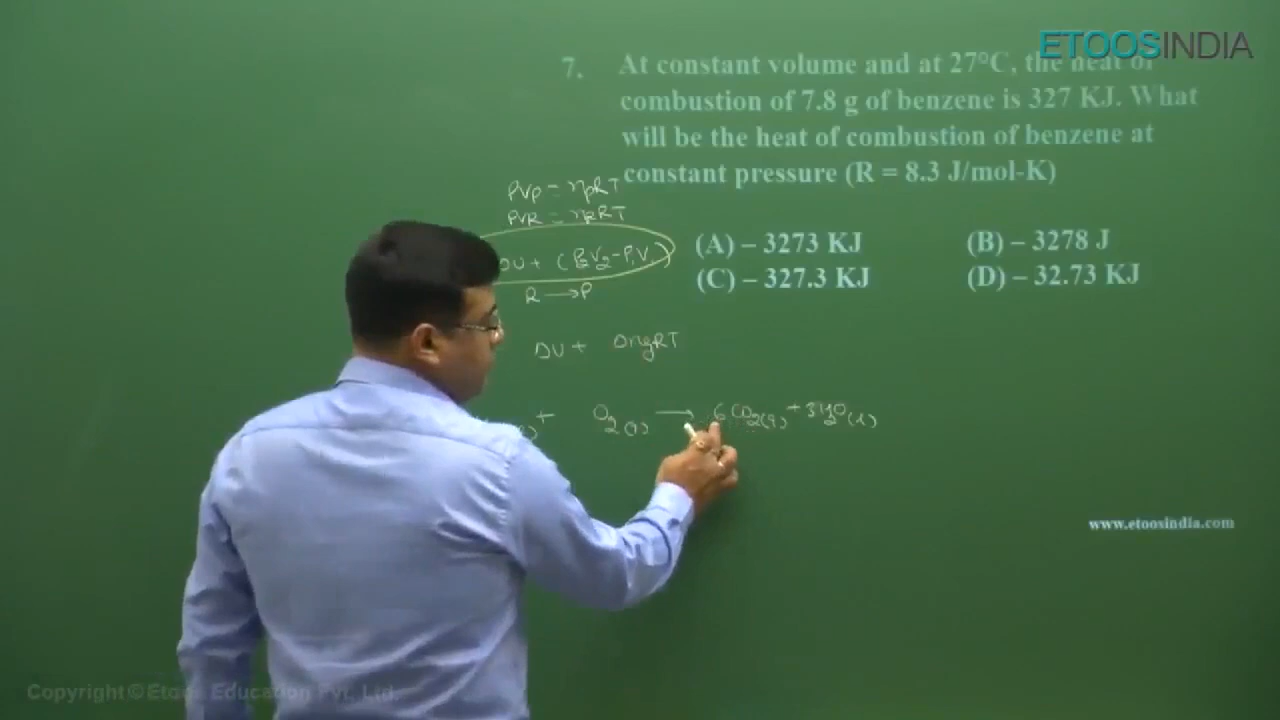 ETOOSINDIA
7. At constant volume and at 27°C, the heat of
combustion of 7.8 g of benzene is 327 KJ. What
will be the heat of combustion of benzene at
constant pressure (R = 8.3 J/mol-K)
(A) – 3273 KJ (B) – 3278 J
(C) – 327.3 KJ (D) – 32.73 KJ
PVp = npRT
PVR = nRRT
DU + (P2V2-P1V1)
R → P
DU + DngRT
+ O2(g) → 6CO2(g) + 3H2O(l)
www.etoosindia.com
Copyright © Etoos Education Pvt. Ltd.